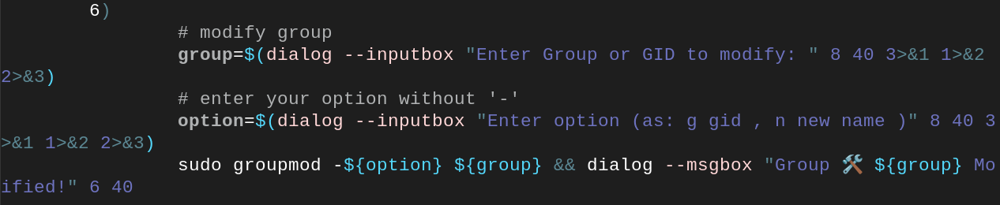 6)
# modify group
group=$(dialog --inputbox "Enter Group or GID to modify: " 8 40 3>&1 1>&2
2>&3)
# enter your option without '-'
option=$(dialog --inputbox "Enter option (as: g gid , n new name )" 8 40 3
>&1 1>&2 2>&3)
sudo groupmod -${option} ${group} && dialog --msgbox "Group 🛠️ ${group} Mo
ified!" 6 40